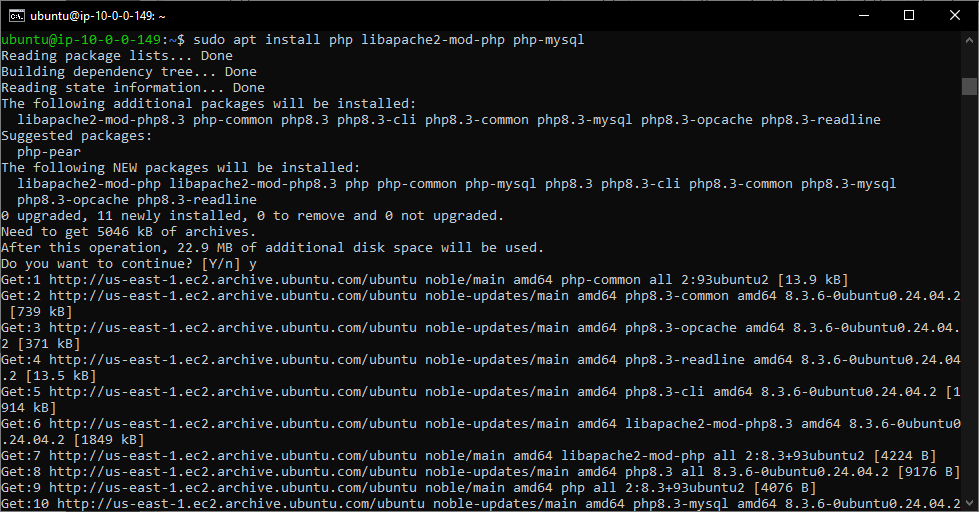 ubuntu@ip-10-0-0-149: ~
ubuntu@ip-10-0-0-149:~$ sudo apt install php libapache2-mod-php php-mysql
Reading package lists... Done
Building dependency tree... Done
Reading state information... Done
The following additional packages will be installed:
  libapache2-mod-php8.3 php-common php8.3 php8.3-cli php8.3-common php8.3-mysql php8.3-opcache php8.3-readline
Suggested packages:
  php-pear
The following NEW packages will be installed:
  libapache2-mod-php libapache2-mod-php8.3 php php-common php-mysql php8.3 php8.3-cli php8.3-common php8.3-mysql
  php8.3-opcache php8.3-readline
0 upgraded, 11 newly installed, 0 to remove and 0 not upgraded.
Need to get 5046 kB of archives.
After this operation, 22.9 MB of additional disk space will be used.
Do you want to continue? [Y/n] y
Get:1 http://us-east-1.ec2.archive.ubuntu.com/ubuntu noble/main amd64 php-common all 2:93ubuntu2 [13.9 kB]
Get:2 http://us-east-1.ec2.archive.ubuntu.com/ubuntu noble-updates/main amd64 php8.3-common amd64 8.3.6-0ubuntu0.24.04.2
 [739 kB]
Get:3 http://us-east-1.ec2.archive.ubuntu.com/ubuntu noble-updates/main amd64 php8.3-opcache amd64 8.3.6-0ubuntu0.24.04.
2 [371 kB]
Get:4 http://us-east-1.ec2.archive.ubuntu.com/ubuntu noble-updates/main amd64 php8.3-readline amd64 8.3.6-0ubuntu0.24.04
.2 [13.5 kB]
Get:5 http://us-east-1.ec2.archive.ubuntu.com/ubuntu noble-updates/main amd64 php8.3-cli amd64 8.3.6-0ubuntu0.24.04.2 [1
914 kB]
Get:6 http://us-east-1.ec2.archive.ubuntu.com/ubuntu noble-updates/main amd64 libapache2-mod-php8.3 amd64 8.3.6-0ubuntu0
.24.04.2 [1849 kB]
Get:7 http://us-east-1.ec2.archive.ubuntu.com/ubuntu noble/main amd64 libapache2-mod-php all 2:8.3+93ubuntu2 [4224 B]
Get:8 http://us-east-1.ec2.archive.ubuntu.com/ubuntu noble-updates/main amd64 php8.3 all 8.3.6-0ubuntu0.24.04.2 [9176 B]
Get:9 http://us-east-1.ec2.archive.ubuntu.com/ubuntu noble/main amd64 php all 2:8.3+93ubuntu2 [4076 B]
Get:10 http://us-east-1.ec2.archive.ubuntu.com/ubuntu noble-updates/main amd64 php8.3-mysql amd64 8.3.6-0ubuntu0.24.04.2